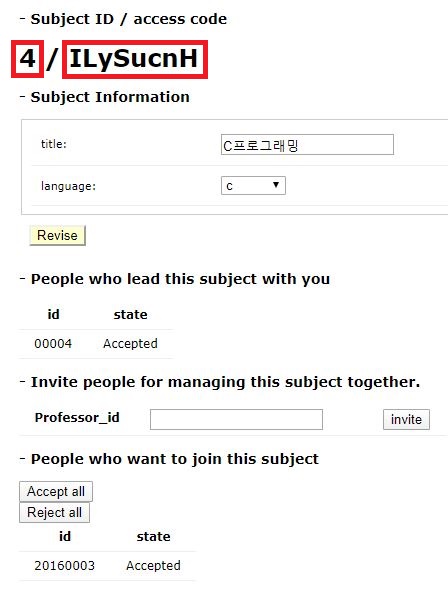 - Subject ID / access code
4 / ILySucnH
- Subject Information
title: C프로그래밍
language: c
Revise
- People who lead this subject with you
id state
00004 Accepted
- Invite people for managing this subject together.
Professor_id invite
- People who want to join this subject
Accept all
Reject all
id state
20160003 Accepted